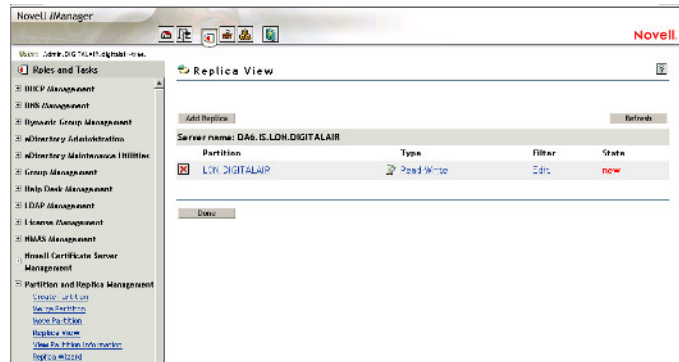 Novell iManager
Novell.
Roles and Tasks
Replica View
DHCP Management
DNS Management
Dynamic Group Management
eDirectory Administration
eDirectory Maintenance Utilities
Group Management
Help Desk Management
LDAP Management
License Management
NMAS Management
Novell Certificate Server
Management
Partition and Replica Management
Create Partition
Merge Partition
Move Partition
Replica View
View Partition Information
Replica Wizard
Add Replica
Refresh
Server name: DA6.IS.LON.DIGITALAIR
Partition Type Filter State
LON.DIGITALAIR Read-Write Edit new
Done